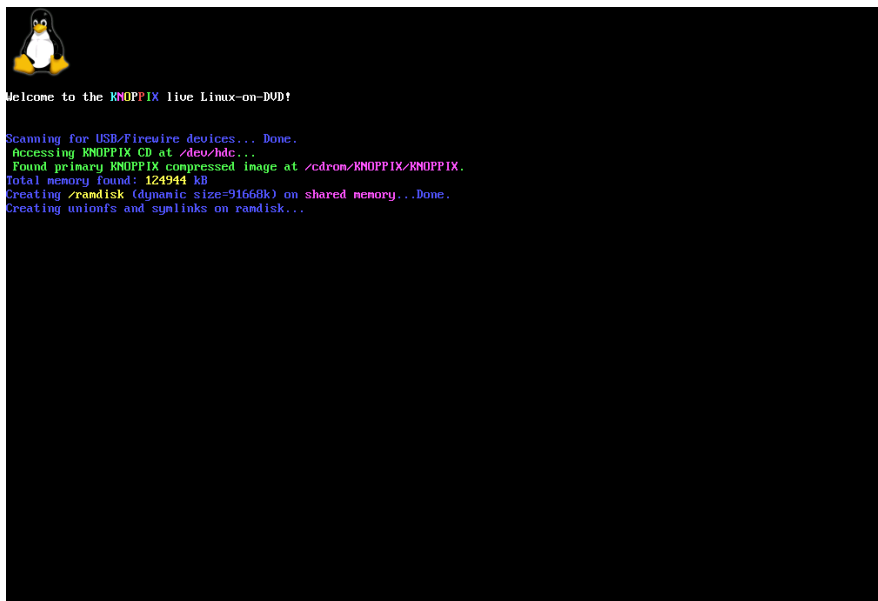 Welcome to the KNOPPIX live Linux-on-DVD!
Scanning for USB/Firewire devices... Done.
Accessing KNOPPIX CD at /dev/hdc...
Found primary KNOPPIX compressed image at /cdrom/KNOPPIX/KNOPPIX.
Total memory found: 124944 kB
Creating /ramdisk (dynamic size=91668k) on shared memory...Done.
Creating unionfs and symlinks on ramdisk...